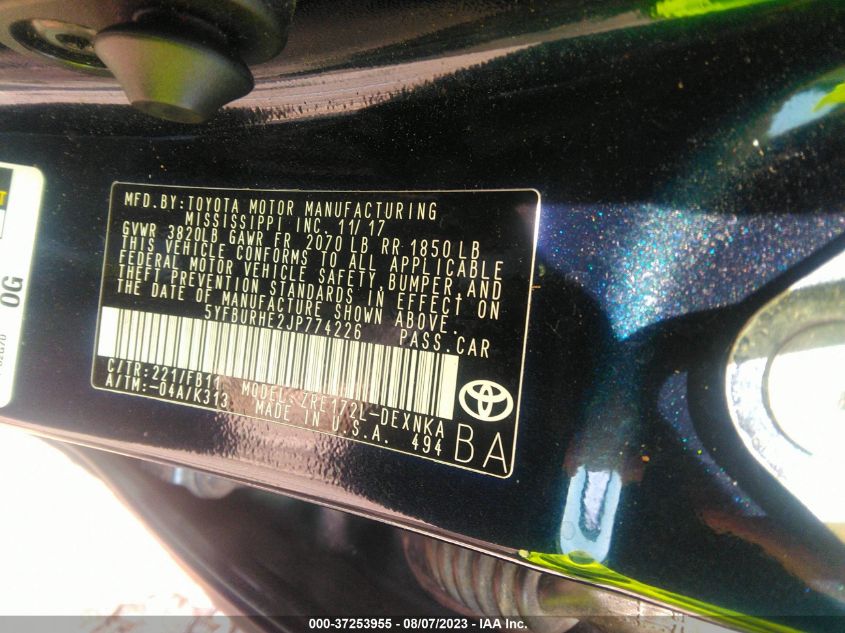 MFD.BY:TOYOTA MOTOR MANUFACTURING
MISSISSIPPI INC. 11/17
GVWR 3820LB GAWR FR 2070 LB RR 1850 LB
THIS VEHICLE CONFORMS TO ALL APPLICABLE
FEDERAL MOTOR VEHICLE SAFETY, BUMPER, AND
THEFT PREVENTION STANDARDS IN EFFECT ON
THE DATE OF MANUFACTURE SHOWN ABOVE.
5YFBURHE2JP774226 PASS.CAR
C/TR:221/FB11 MODEL: ZRE172L-DEXNKA
A/TM:-04A/K313 MADE IN U.S.A. 494
BA
OG
000-37253955 - 08/07/2023 - IAA Inc.